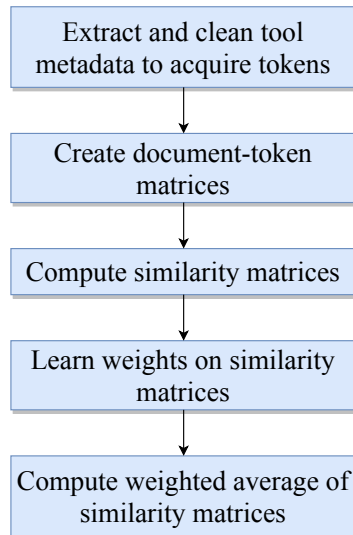 Extract and clean tool
metadata to acquire tokens
Create document-token
matrices
Compute similarity matrices
Learn weights on similarity
matrices
Compute weighted average of
similarity matrices